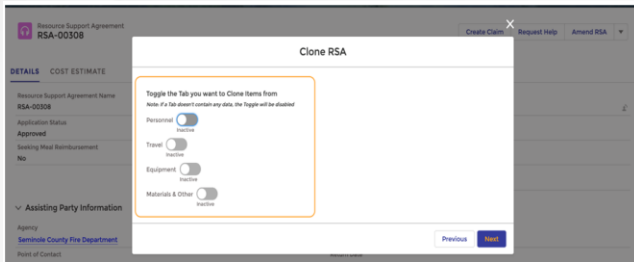 Resource Support Agreement
RSA-00308
Create Claim
Request Help
Amend RSA
X
Clone RSA
DETAILS
COST ESTIMATE
Toggle the Tab you want to Clone Items from
Note: If a Tab doesn't contain any data, the Toggle will be disabled
Resource Support Agreement Name
RSA-00308
Personnel
Inactive
Application Status
Approved
Travel
Inactive
Seeking Meal Reimbursement
No
Equipment
Inactive
Materials & Other
Inactive
Assisting Party Information
Agency
Seminole County Fire Department
Previous
Next
Point of Contact
Return Date